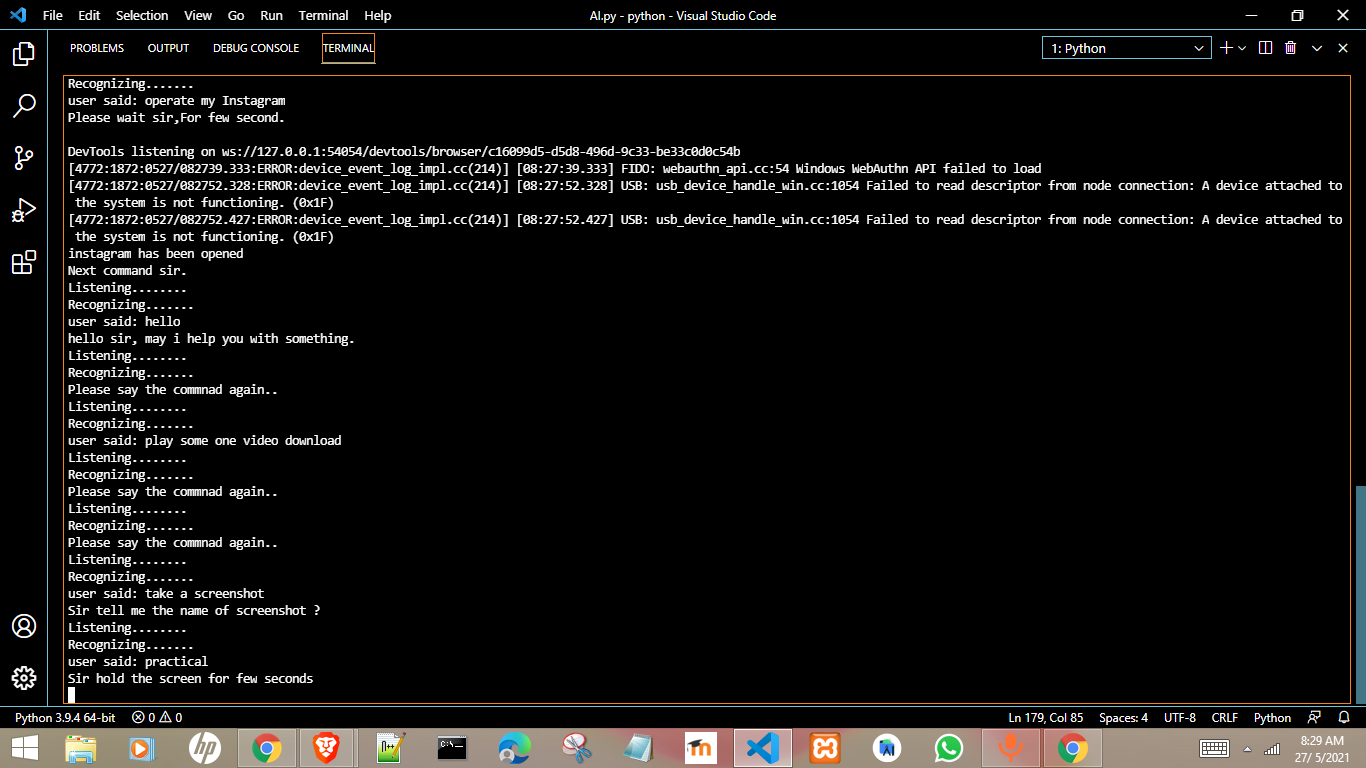 File Edit Selection View Go Run Terminal Help
AI.py - python - Visual Studio Code
PROBLEMS OUTPUT DEBUG CONSOLE TERMINAL
1: Python
Recognizing.......
user said: operate my Instagram
Please wait sir,For few second.
DevTools listening on ws://127.0.0.1:54054/devtools/browser/c16099d5-d5d8-496d-9c33-be33c0d0c54b
[4772:1872:0527/082739.333:ERROR:device_event_log_impl.cc(214)] [08:27:39.333] FIDO: webauthn_api.cc:54 Windows WebAuthn API failed to load
[4772:1872:0527/082752.328:ERROR:device_event_log_impl.cc(214)] [08:27:52.328] USB: usb_device_handle_win.cc:1054 Failed to read descriptor from node connection: A device attached to
the system is not functioning. (0x1F)
[4772:1872:0527/082752.427:ERROR:device_event_log_impl.cc(214)] [08:27:52.427] USB: usb_device_handle_win.cc:1054 Failed to read descriptor from node connection: A device attached to
the system is not functioning. (0x1F)
instagram has been opened
Next command sir.
Listening........
Recognizing.......
user said: hello
hello sir, may i help you with something.
Listening........
Recognizing.......
Please say the commnad again..
Listening........
Recognizing.......
user said: play some one video download
Listening........
Recognizing.......
Please say the commnad again..
Listening........
Recognizing.......
Please say the commnad again..
Listening........
Recognizing.......
user said: take a screenshot
Sir tell me the name of screenshot ?
Listening........
Recognizing.......
user said: practical
Sir hold the screen for few seconds
Python 3.9.4 64-bit 0 0 Ln 179, Col 85 Spaces: 4 UTF-8 CRLF Python
hp
8:29 AM
27/ 5/2021